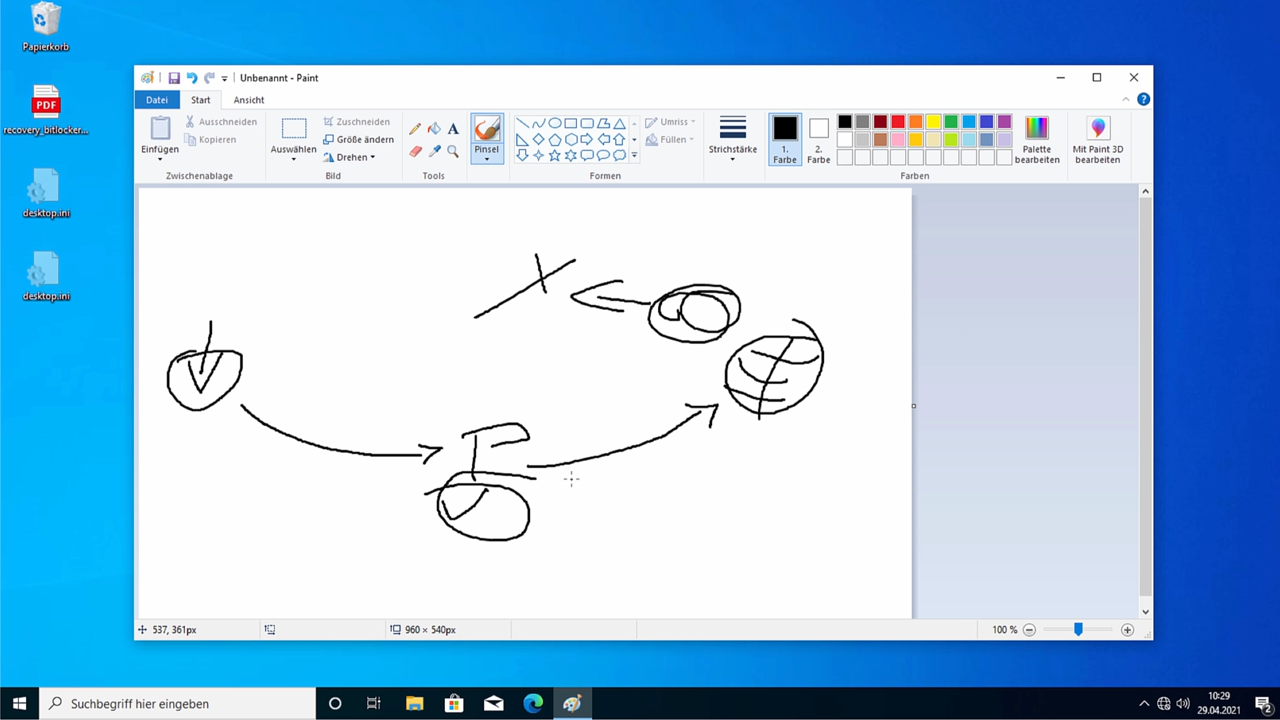 Papierkorb
PDF
recovery_bitlocker...
desktop.ini
desktop.ini
Unbenannt - Paint
Datei
Start
Ansicht
Einfügen
Ausschneiden
Kopieren
Zwischenablage
Auswählen
Zuschneiden
Größe ändern
Drehen
Bild
A
Tools
Pinsel
Umriss
Füllen
Formen
Strichstärke
1.
Farbe
2.
Farbe
Palette
bearbeiten
Farben
Mit Paint 3D
bearbeiten
537, 361px
960 × 540px
100 %
Suchbegriff hier eingeben
10:29
29.04.2021
2